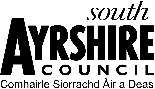 south
AYRSHIRE
COUNCIL
Comhairle Siorrachd Àir a Deas